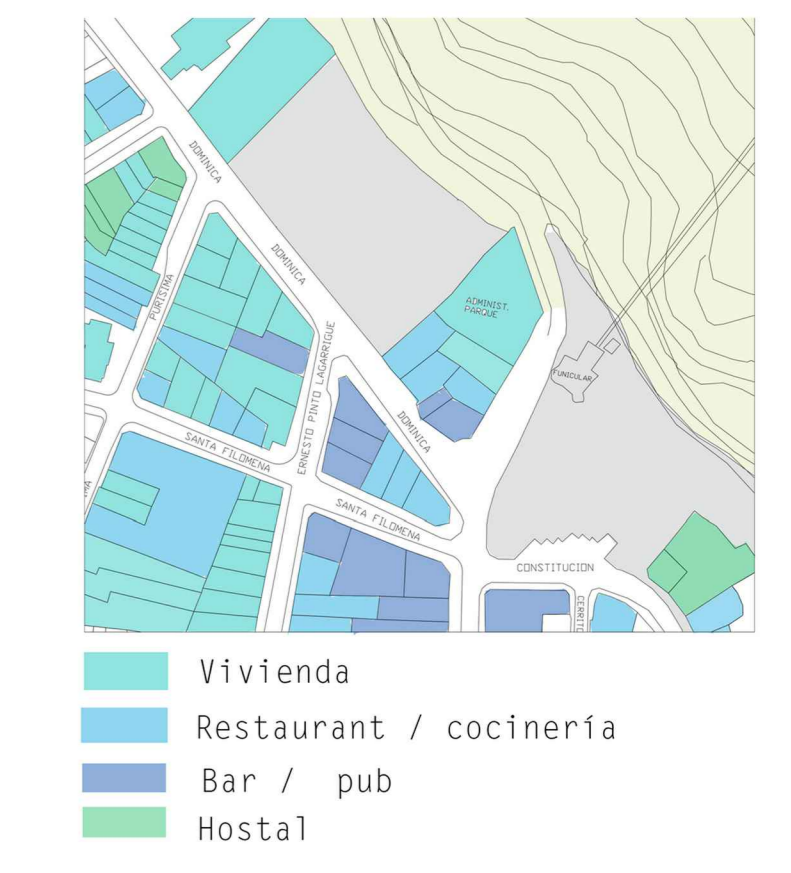 DOMINICA
DOMINICA
PURISIMA
ERNESTO PINTO LAGARRIGUE
ADMINIST.
PARQUE
FUNICULAR
DOMINICA
SANTA FILOMENA
SANTA FILOMENA
MA
CONSTITUCION
CERRITO
Vivienda
Restaurant / cocinería
Bar / pub
Hostal